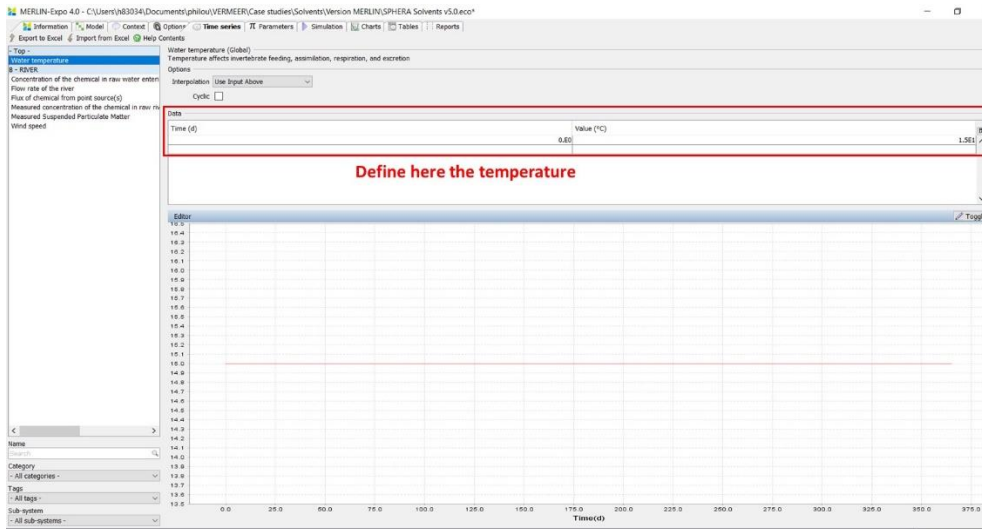 MERLIN-Expo 4.0 - C:\Users\h83034\Documents\philou\VERMEER\Case studies\Solvents\Version MERLIN\SPHERA Solvents v5.0.eco*
Information Model Context Options Time series Parameters Simulation Charts Tables Reports
Export to Excel Import from Excel Help Contents
- Top -
Water temperature
B - RIVER
Concentration of the chemical in raw water enteri
Flow rate of the river
Flux of chemical from point source(s)
Measured concentration of the chemical in raw riv
Measured Suspended Particulate Matter
Wind speed
Name
Search
Category
- All categories -
Tags
- All tags -
Sub-system
- All sub-systems -
Water temperature (Global)
Temperature affects invertebrate feeding, assimilation, respiration, and excretion
Options
Interpolation Use Input Above
Cyclic
Data
Time (d) Value (°C)
0.E0 1.5E1
Define here the temperature
Editor Toggl
16.5
16.4
16.3
16.2
16.1
16.0
15.9
15.8
15.7
15.6
15.5
15.4
15.3
15.2
15.1
15.0
14.9
14.8
14.7
14.6
14.5
14.4
14.3
14.2
14.1
14.0
13.9
13.8
13.7
13.6
13.5
0.0 25.0 50.0 75.0 100.0 125.0 150.0 175.0 200.0 225.0 250.0 275.0 300.0 325.0 350.0 375.0
Time(d)